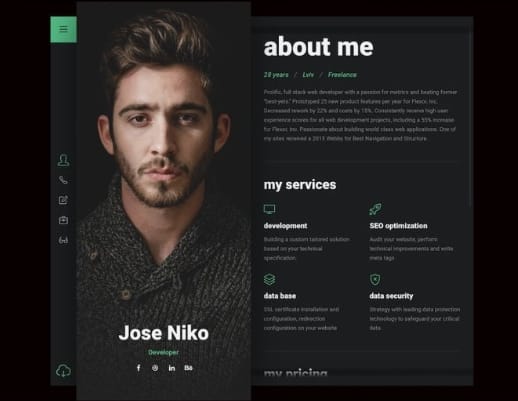 about me
28 years / Lviv / Freelance
Prolific, full stack web developer with a passion for metrics and beating former
"best-yets." Prototyped 25 new product features per year for Flexor, Inc.
Decreased rework by 22% and costs by 15%. Consistently receive high user
experience scores for all web development projects, including a 55% increase
for Flexor, Inc. Passionate about building world class web applications. One of
my sites received a 2013 Webby for Best Navigation and Structure.
my services
development
Building a custom tailored solution
based on your technical
specification.
SEO optimization
Audit your website, perform
technical improvements and write
meta tags
data base
SSL certificate installation and
configuration, redirection
configuration on your website
data security
Strategy with leading data protection
technology to safeguard your critical
data.
my pricing
Jose Niko
Developer
f in Bē